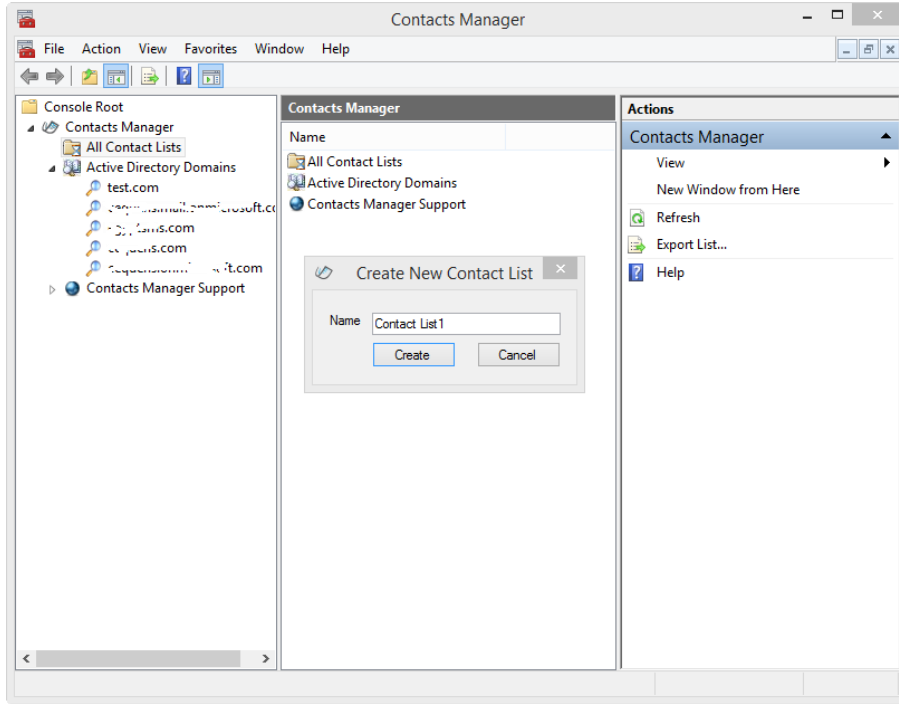 Contacts Manager
File Action View Favorites Window Help
Console Root
Contacts Manager
All Contact Lists
Active Directory Domains
test.com
Contacts Manager Support
Contacts Manager
Name
All Contact Lists
Active Directory Domains
Contacts Manager Support
Create New Contact List
Name Contact List1
Create Cancel
Actions
Contacts Manager
View
New Window from Here
Refresh
Export List...
Help